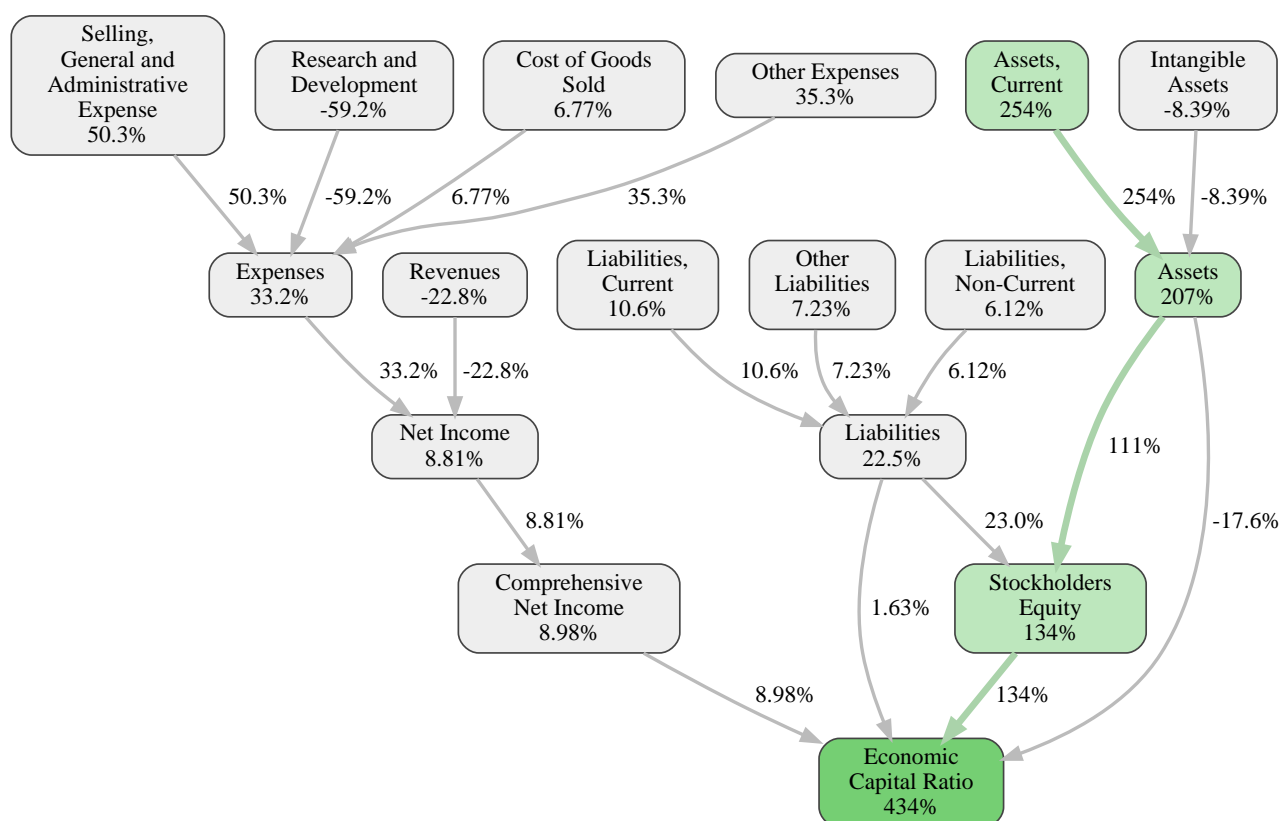 Selling,
General and
Administrative
Expense
50.3%
Research and
Development
-59.2%
Cost of Goods
Sold
6.77%
Other Expenses
35.3%
Assets,
Current
254%
Intangible
Assets
-8.39%
50.3%
-59.2%
6.77%
35.3%
254%
-8.39%
Expenses
33.2%
Revenues
-22.8%
Liabilities,
Current
10.6%
Other
Liabilities
7.23%
Liabilities,
Non-Current
6.12%
Assets
207%
33.2%
-22.8%
10.6%
7.23%
6.12%
Net Income
8.81%
Liabilities
22.5%
111%
8.81%
23.0%
-17.6%
Comprehensive
Net Income
8.98%
1.63%
Stockholders
Equity
134%
8.98%
134%
Economic
Capital Ratio
434%